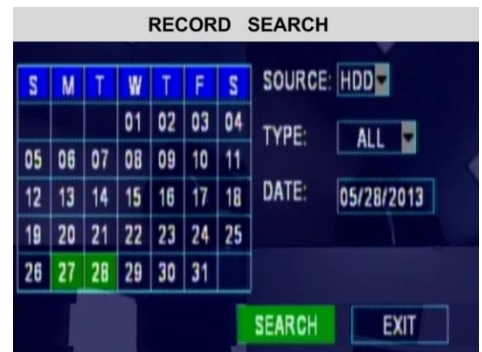 RECORD SEARCH
S M T W T F S
01 02 03 04
05 06 07 08 09 10 11
12 13 14 15 16 17 18
19 20 21 22 23 24 25
26 27 28 29 30 31
SOURCE: HDD
TYPE: ALL
DATE: 05/28/2013
SEARCH EXIT